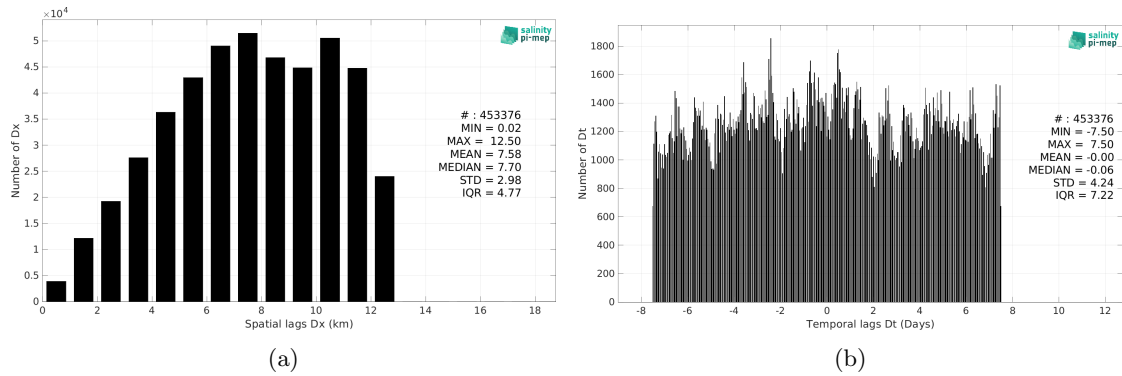 ×10⁴
5
4.5
4
3.5
3
2.5
2
1.5
1
0.5
0
Number of Dx
salinity
pi-mep
# : 453376
MIN = 0.02
MAX = 12.50
MEAN = 7.58
MEDIAN = 7.70
STD = 2.98
IQR = 4.77
0 2 4 6 8 10 12 14 16 18
Spatial lags Dx (km)
(a)
1800
1600
1400
1200
1000
800
600
400
200
0
Number of Dt
salinity
pi-mep
# : 453376
MIN = -7.50
MAX = 7.50
MEAN = -0.00
MEDIAN = -0.06
STD = 4.24
IQR = 7.22
-8 -6 -4 -2 0 2 4 6 8 10 12
Temporal lags Dt (Days)
(b)